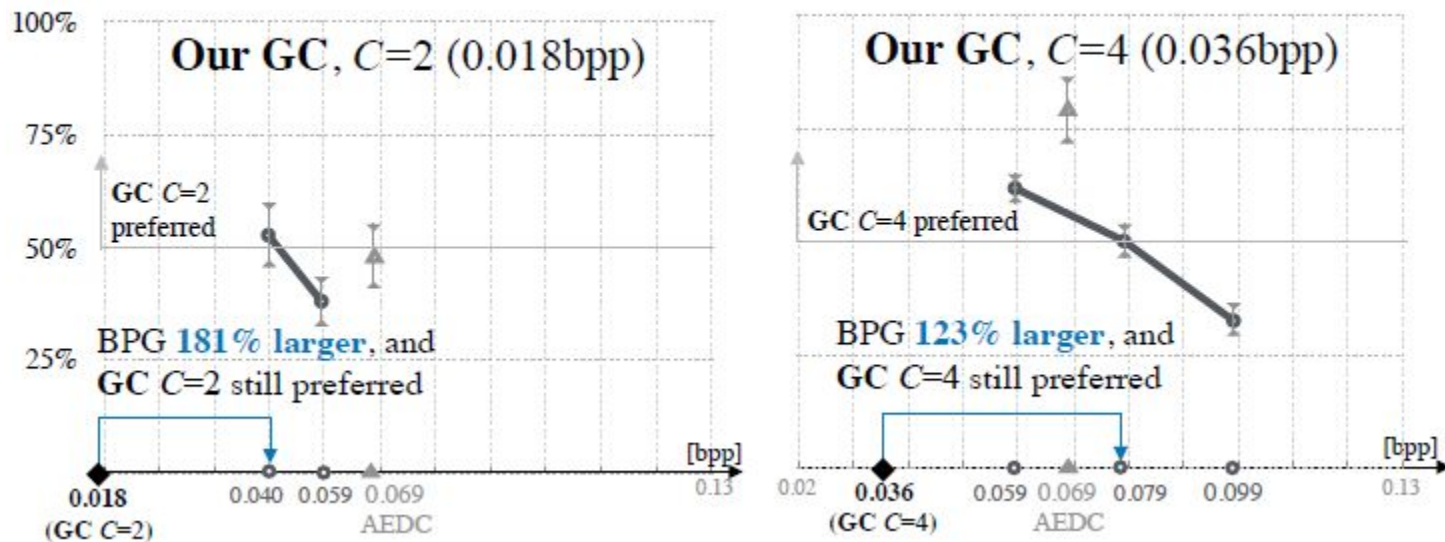 100%
Our GC, C=2 (0.018bpp)
75%
GC C=2
preferred
50%
BPG 181% larger, and
25%
GC C=2 still preferred
[bpp]
0.018
0.040
0.059
0.069
0.13
(GC C=2)
AEDC
Our GC, C=4 (0.036bpp)
GC C=4 preferred
BPG 123% larger, and
GC C=4 still preferred
[bpp]
0.02
0.036
0.059
0.069
0.079
0.099
0.13
(GC C=4)
AEDC